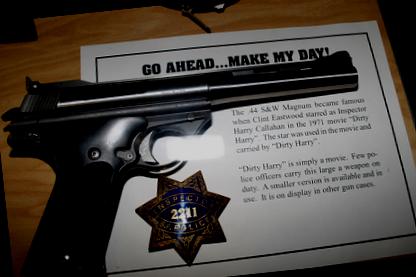 GO AHEAD...MAKE MY DAY!
The .44 S&W Magnum became famous
when Clint Eastwood starred as Inspector
Harry Callahan in the 1971 movie "Dirty
Harry". The star was used in the movie and
carried by "Dirty Harry".
"Dirty Harry" is simply a movie. Few po-
lice officers carry this large a weapon on
duty. A smaller version is available and in
use. It is on display in other gun cases.
INSPECTOR
2211
POLICE